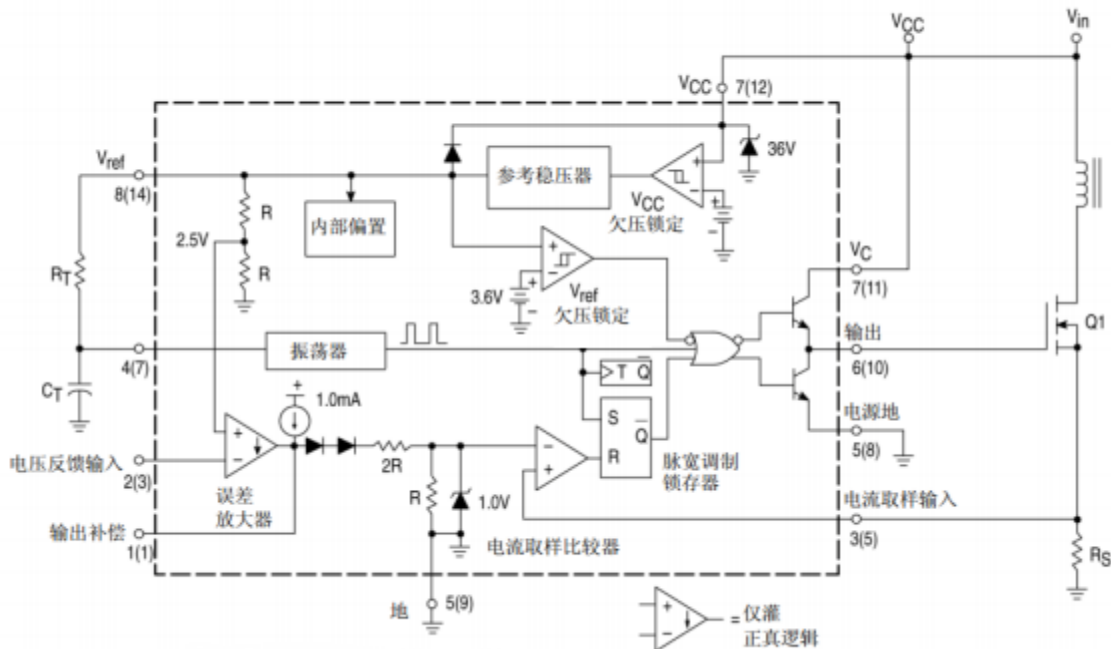 VCC
Vin
VCC
7(12)
Vref
8(14)
36V
参考稳压器
+
−
VCC
欠压锁定
+
−
R
内部偏置
2.5V
R
VC
7(11)
RT
+
−
3.6V
+
−
Vref
欠压锁定
Q1
振荡器
输出
6(10)
4(7)
T Q
CT
+
1.0mA
S
Q
R
电源地
5(8)
+
−
2R
−
+
电压反馈输入
2(3)
误差
放大器
R
1.0V
脉宽调制
锁存器
电流取样输入
3(5)
输出补偿
1(1)
电流取样比较器
RS
地
5(9)
+
−
= 仅灌
正真逻辑